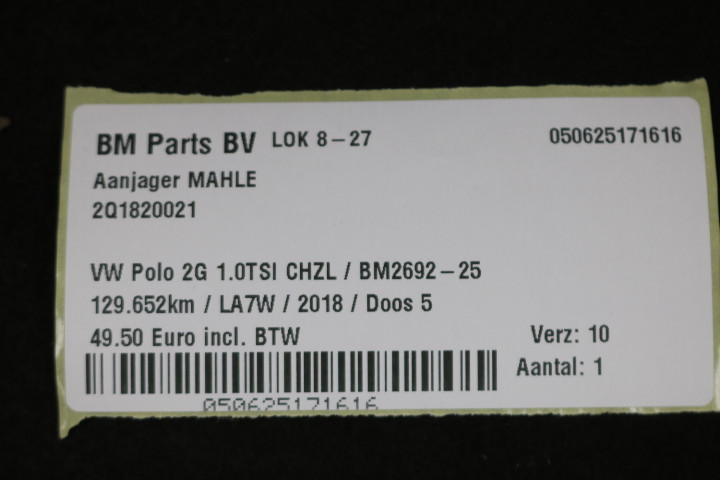 BM Parts BV LOK 8-27 050625171616
Aanjager MAHLE
2Q1820021
VW Polo 2G 1.0TSI CHZL / BM2692-25
129.652km / LA7W / 2018 / Doos 5
49.50 Euro incl. BTW Verz: 10
Aantal: 1
050625171616